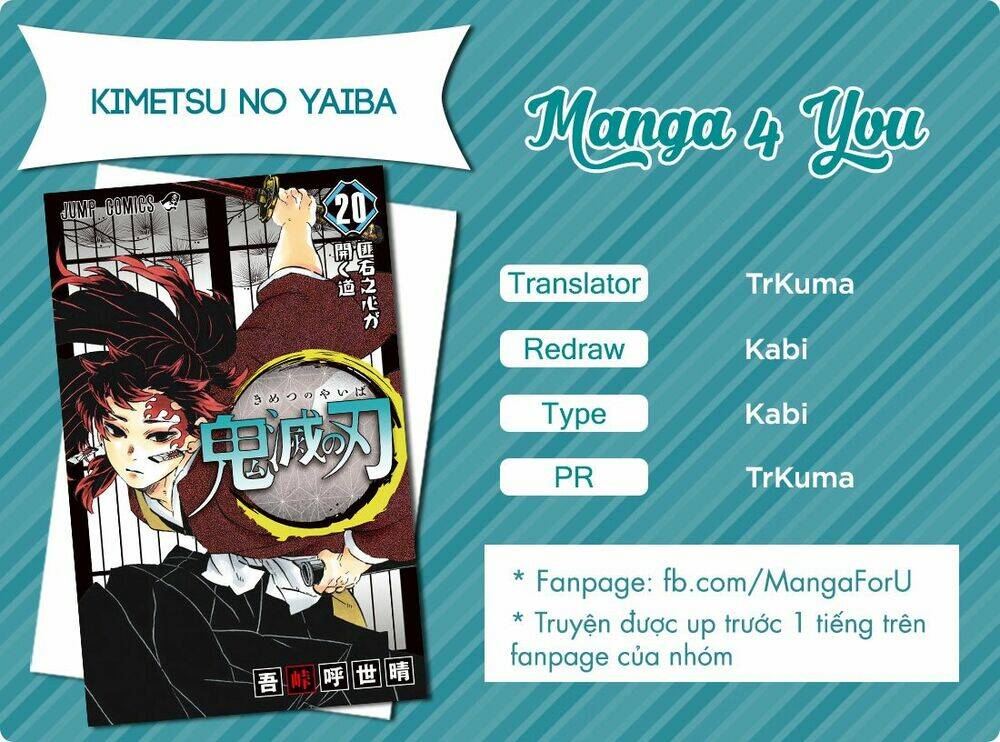 KIMETSU NO YAIBA
Manga 4 You
JUMP COMICS
20
匪石之心が
開く道
きめつのやいば
鬼滅の刃
吾峠呼世晴
Translator TrKuma
Redraw Kabi
Type Kabi
PR TrKuma
* Fanpage: fb.com/MangaForU
* Truyện được up trước 1 tiếng trên
fanpage của nhóm